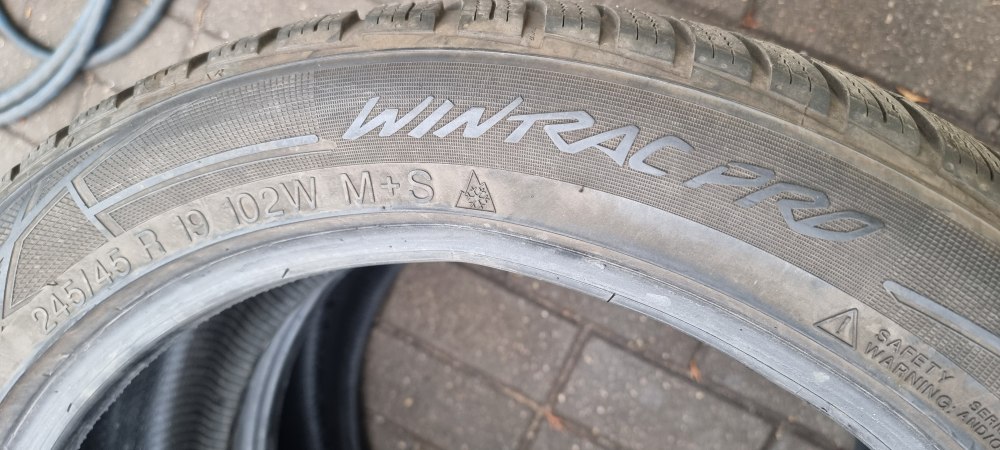 WINTRAC PRO
245/45 R 19 102W M+S
SAFETY
WARNING: